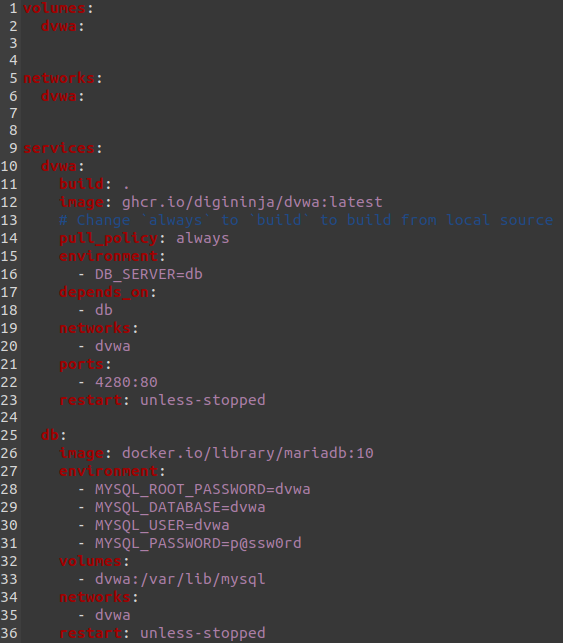 1 volumes:
2   dvwa:
3
4
5 networks:
6   dvwa:
7
8
9 services:
10   dvwa:
11     build: .
12     image: ghcr.io/digininja/dvwa:latest
13     # Change `always` to `build` to build from local source
14     pull_policy: always
15     environment:
16       - DB_SERVER=db
17     depends_on:
18       - db
19     networks:
20       - dvwa
21     ports:
22       - 4280:80
23     restart: unless-stopped
24
25   db:
26     image: docker.io/library/mariadb:10
27     environment:
28       - MYSQL_ROOT_PASSWORD=dvwa
29       - MYSQL_DATABASE=dvwa
30       - MYSQL_USER=dvwa
31       - MYSQL_PASSWORD=p@ssw0rd
32     volumes:
33       - dvwa:/var/lib/mysql
34     networks:
35       - dvwa
36     restart: unless-stopped